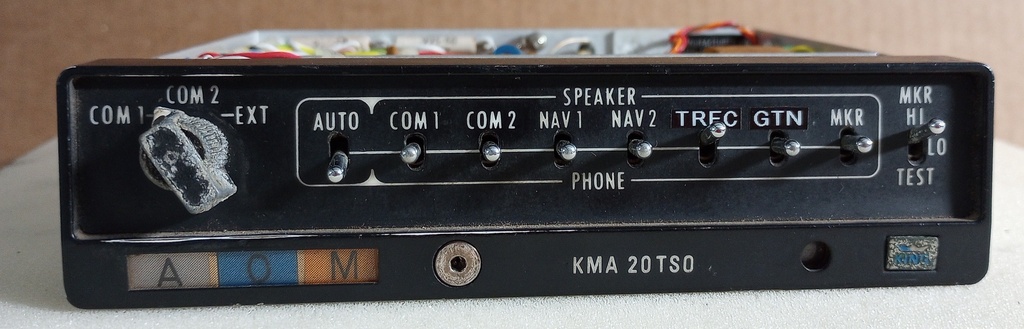 COM 1 COM 2 EXT
SPEAKER
AUTO COM 1 COM 2 NAV 1 NAV 2 TREC GTN MKR
PHONE
MKR
HI
LO
TEST
A O M
KMA 20TSO
KING